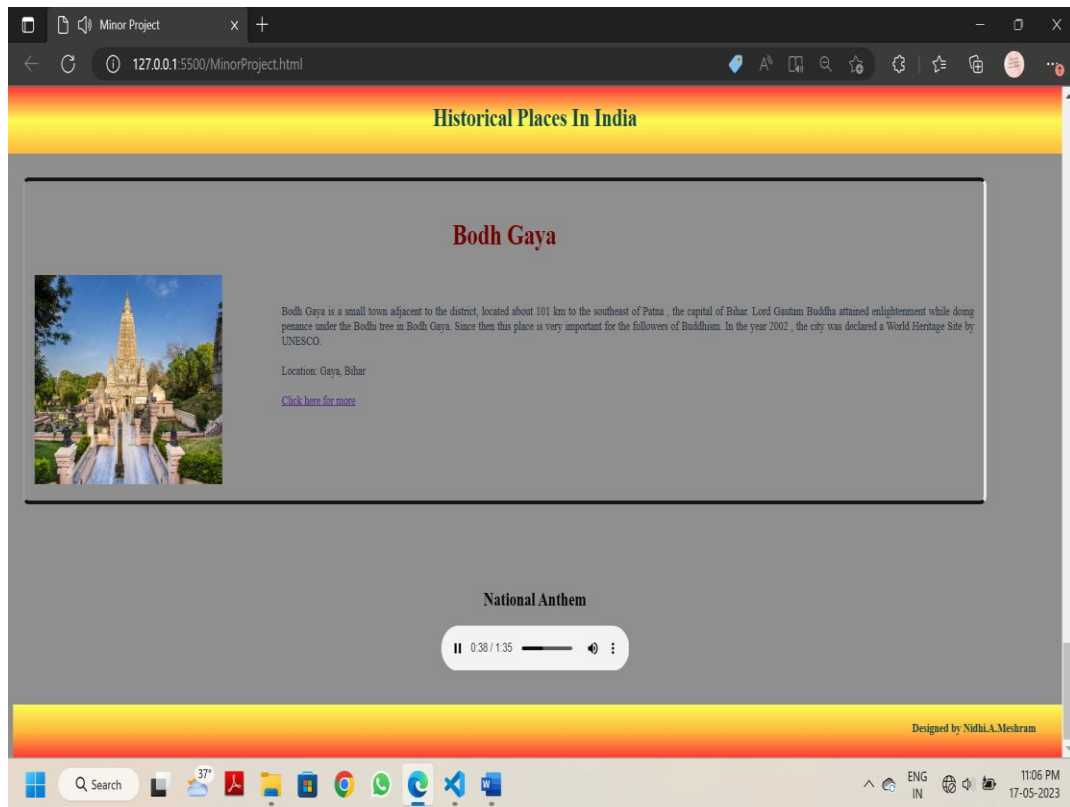 Minor Project
127.0.0.1:5500/MinorProject.html
Historical Places In India
Bodh Gaya
Bodh Gaya is a small town adjacent to the district, located about 101 km to the southeast of Patna , the capital of Bihar. Lord Gautam Buddha attained enlightenment while doing
penance under the Bodhi tree in Bodh Gaya. Since then this place is very important for the followers of Buddhism. In the year 2002 , the city was declared a World Heritage Site by
UNESCO.
Location: Gaya, Bihar
Click here for more
National Anthem
0:38 / 1:35
Designed by Nidhi.A.Meshram
Search
37°
ENG
IN
11:06 PM
17-05-2023